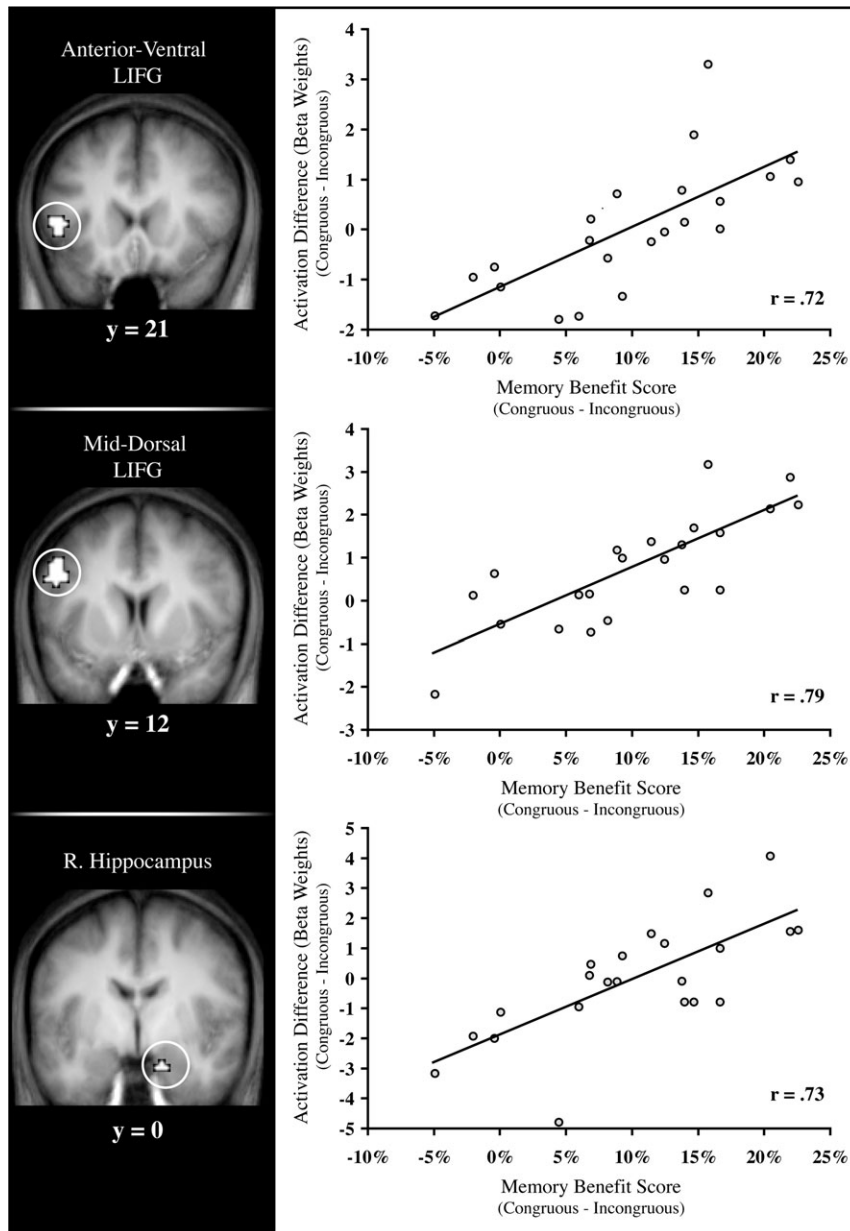 Anterior-Ventral
LIFG
y = 21
Activation Difference (Beta Weights)
(Congruous - Incongruous)
4
3
2
1
0
-1
-2
r = .72
-10% -5% 0% 5% 10% 15% 20% 25%
Memory Benefit Score
(Congruous - Incongruous)
Mid-Dorsal
LIFG
y = 12
Activation Difference (Beta Weights)
(Congruous - Incongruous)
4
3
2
1
0
-1
-2
-3
r = .79
-10% -5% 0% 5% 10% 15% 20% 25%
Memory Benefit Score
(Congruous - Incongruous)
R. Hippocampus
y = 0
Activation Difference (Beta Weights)
(Congruous - Incongruous)
5
4
3
2
1
0
-1
-2
-3
-4
-5
r = .73
-10% -5% 0% 5% 10% 15% 20% 25%
Memory Benefit Score
(Congruous - Incongruous)